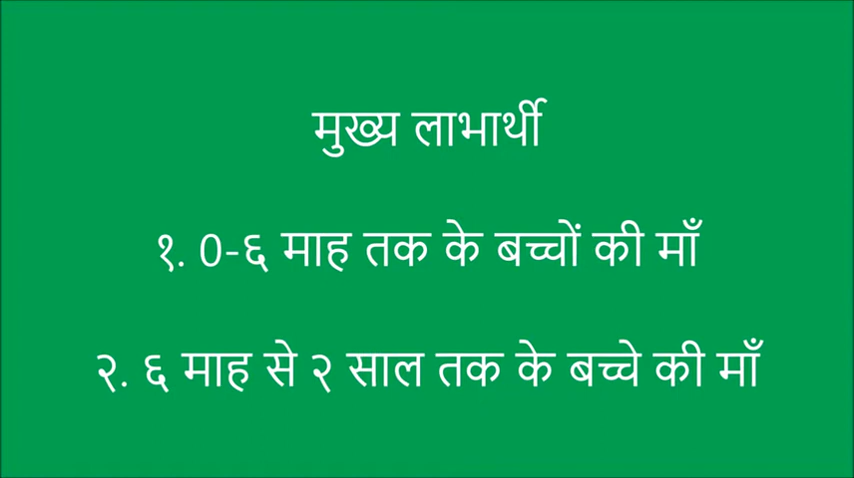 मुख्य लाभार्थी
१. 0-६ माह तक के बच्चों की माँ
२. ६ माह से २ साल तक के बच्चे की माँ